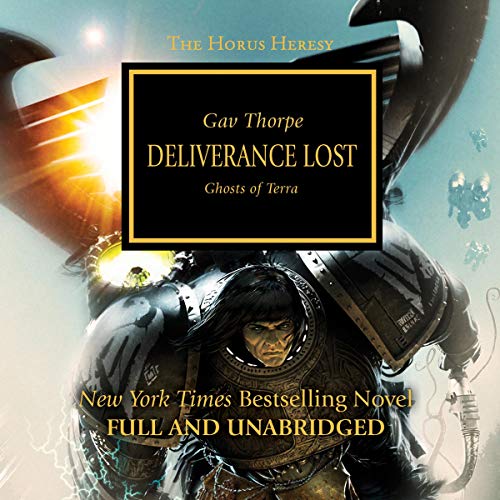 The Horus Heresy
Gav Thorpe
DELIVERANCE LOST
Ghosts of Terra
New York Times Bestselling Novel
FULL AND UNABRIDGED